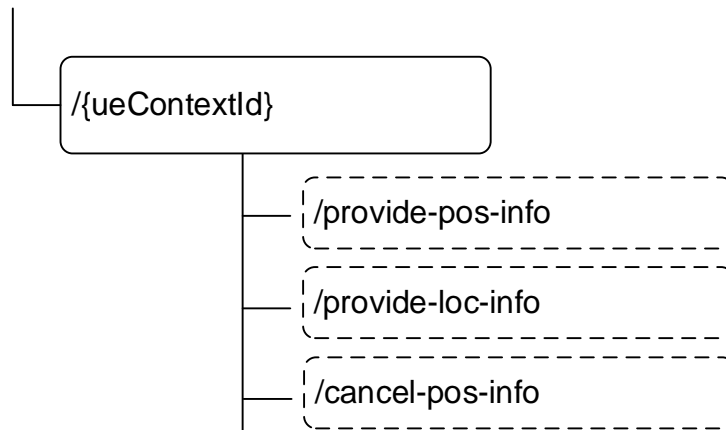 /{ueContextId}
/provide-pos-info
/provide-loc-info
/cancel-pos-info